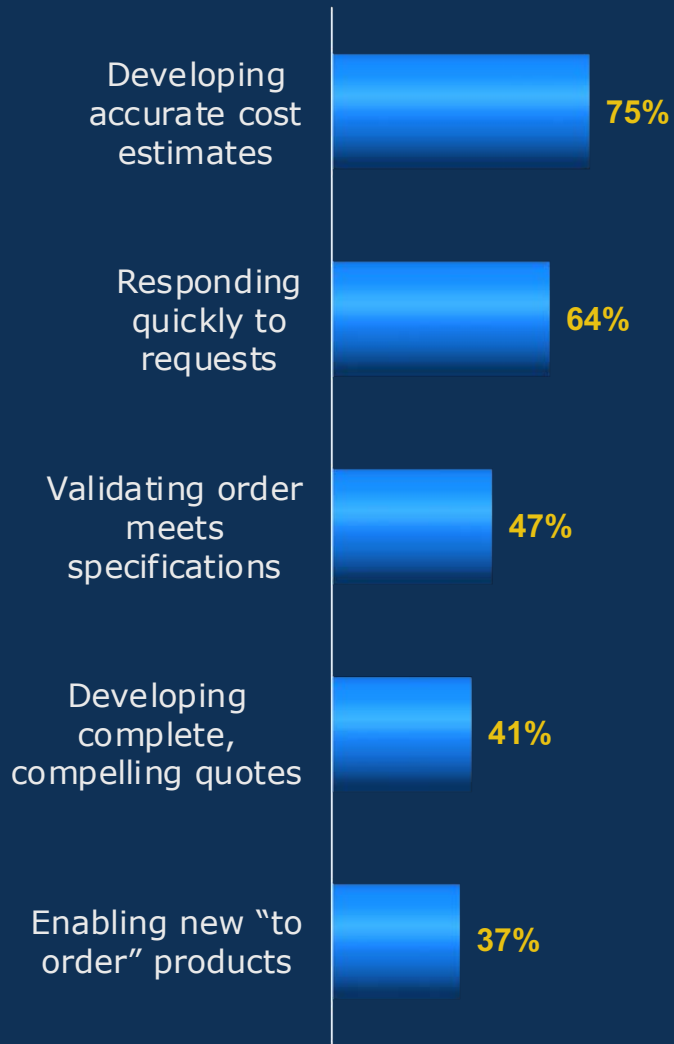 Developing
accurate cost
estimates
75%
Responding
quickly to
requests
64%
Validating order
meets
specifications
47%
Developing
complete,
compelling quotes
41%
Enabling new “to
order” products
37%